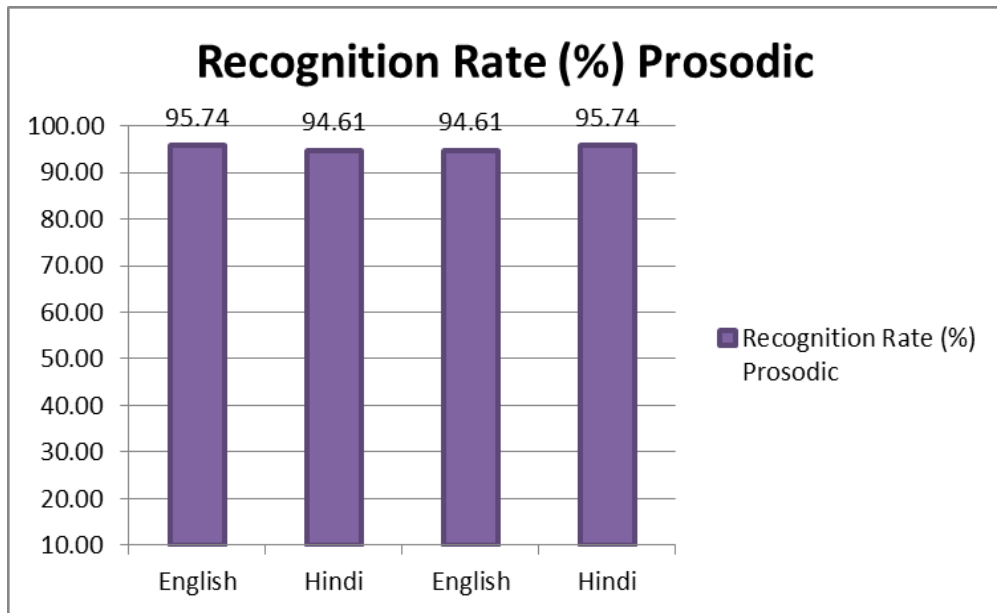 Recognition Rate (%) Prosodic
95.74 94.61 94.61 95.74
100.00
90.00
80.00
70.00
60.00
50.00
40.00
30.00
20.00
10.00
English Hindi English Hindi
Recognition Rate (%)
Prosodic